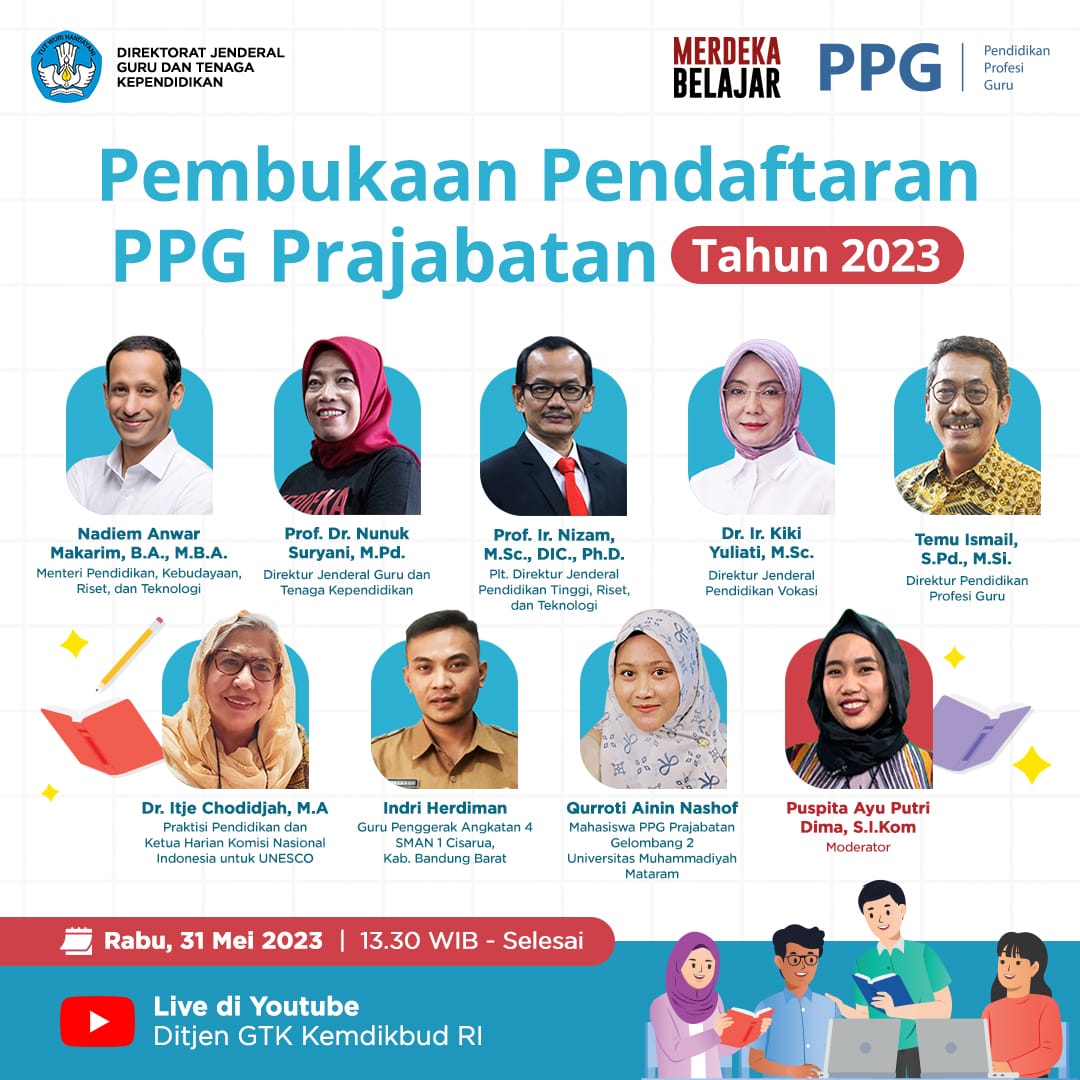 TUT WURI HANDAYANI
DIREKTORAT JENDERAL
GURU DAN TENAGA
KEPENDIDIKAN
MERDEKA
BELAJAR
PPG
Pendidikan
Profesi
Guru
Pembukaan Pendaftaran
PPG Prajabatan Tahun 2023
Nadiem Anwar
Makarim, B.A., M.B.A.
Menteri Pendidikan, Kebudayaan,
Riset, dan Teknologi
Prof. Dr. Nunuk
Suryani, M.Pd.
Direktur Jenderal Guru dan
Tenaga Kependidikan
Prof. Ir. Nizam,
M.Sc., DIC., Ph.D.
Plt. Direktur Jenderal
Pendidikan Tinggi, Riset,
dan Teknologi
Dr. Ir. Kiki
Yuliati, M.Sc.
Direktur Jenderal
Pendidikan Vokasi
Temu Ismail,
S.Pd., M.Si.
Direktur Pendidikan
Profesi Guru
Dr. Itje Chodidjah, M.A
Praktisi Pendidikan dan
Ketua Harian Komisi Nasional
Indonesia untuk UNESCO
Indri Herdiman
Guru Penggerak Angkatan 4
SMAN 1 Cisarua,
Kab. Bandung Barat
Qurroti Ainin Nashof
Mahasiswa PPG Prajabatan
Gelombang 2
Universitas Muhammadiyah
Mataram
Puspita Ayu Putri
Dima, S.I.Kom
Moderator
Rabu, 31 Mei 2023 | 13.30 WIB - Selesai
Live di Youtube
Ditjen GTK Kemdikbud RI